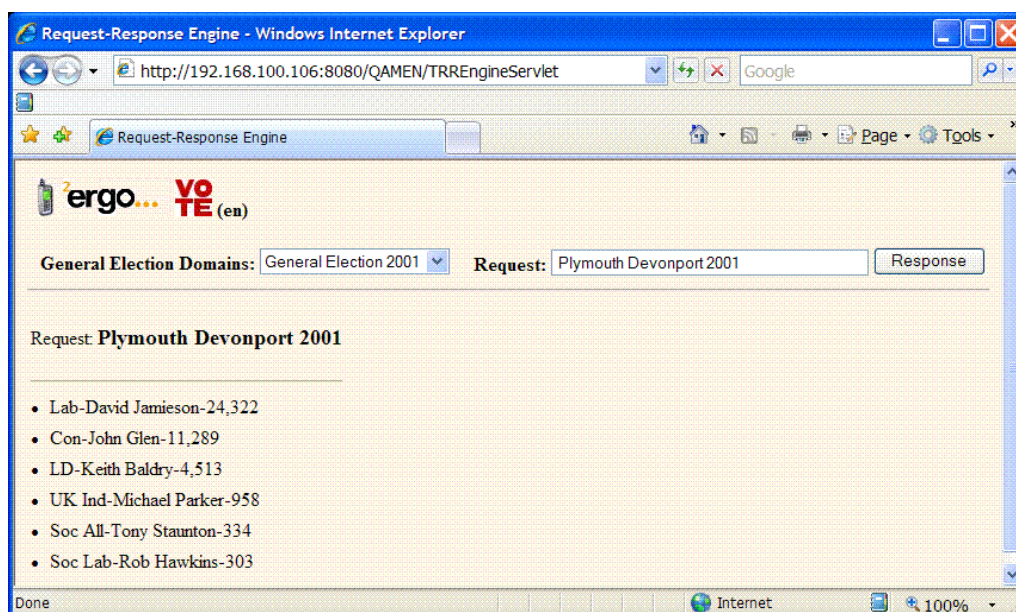 Request-Response Engine - Windows Internet Explorer
http://192.168.100.106:8080/QAMEN/TRREngineServlet Google
Request-Response Engine Page Tools »
2ergo... VOTE (en)
General Election Domains: General Election 2001 Request: Plymouth Devonport 2001 Response
Request: Plymouth Devonport 2001
• Lab-David Jamieson-24,322
• Con-John Glen-11,289
• LD-Keith Baldry-4,513
• UK Ind-Michael Parker-958
• Soc All-Tony Staunton-334
• Soc Lab-Rob Hawkins-303
Done Internet 100%